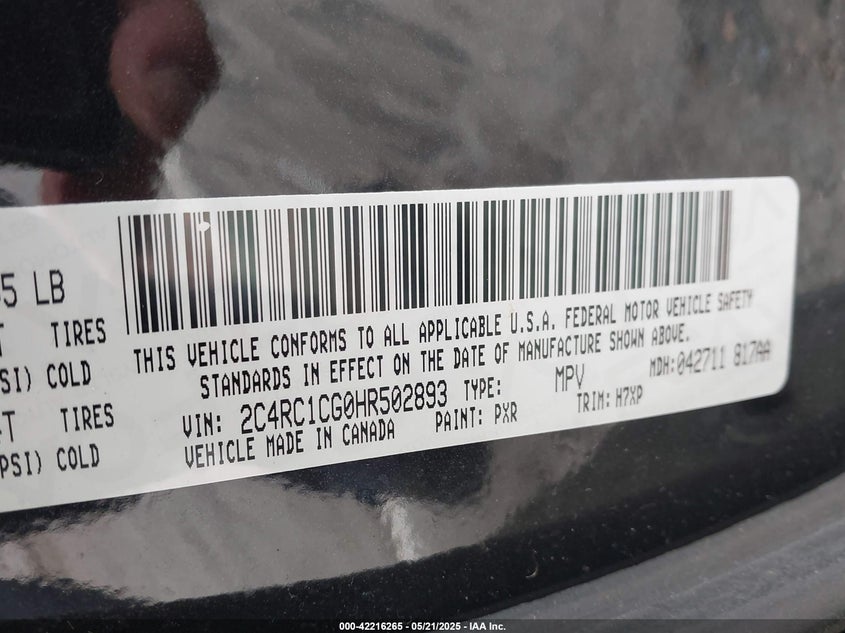 5 LB
TIRES
SI) COLD
T TIRES
PSI) COLD
THIS VEHICLE CONFORMS TO ALL APPLICABLE U.S.A. FEDERAL MOTOR VEHICLE SAFETY
STANDARDS IN EFFECT ON THE DATE OF MANUFACTURE SHOWN ABOVE.
VIN: 2C4RC1CG0HR502893 TYPE: MPV MDH:042711 817AA
VEHICLE MADE IN CANADA PAINT: PXR TRIM: H7XP
000-42216265 - 05/21/2025 - IAA Inc.